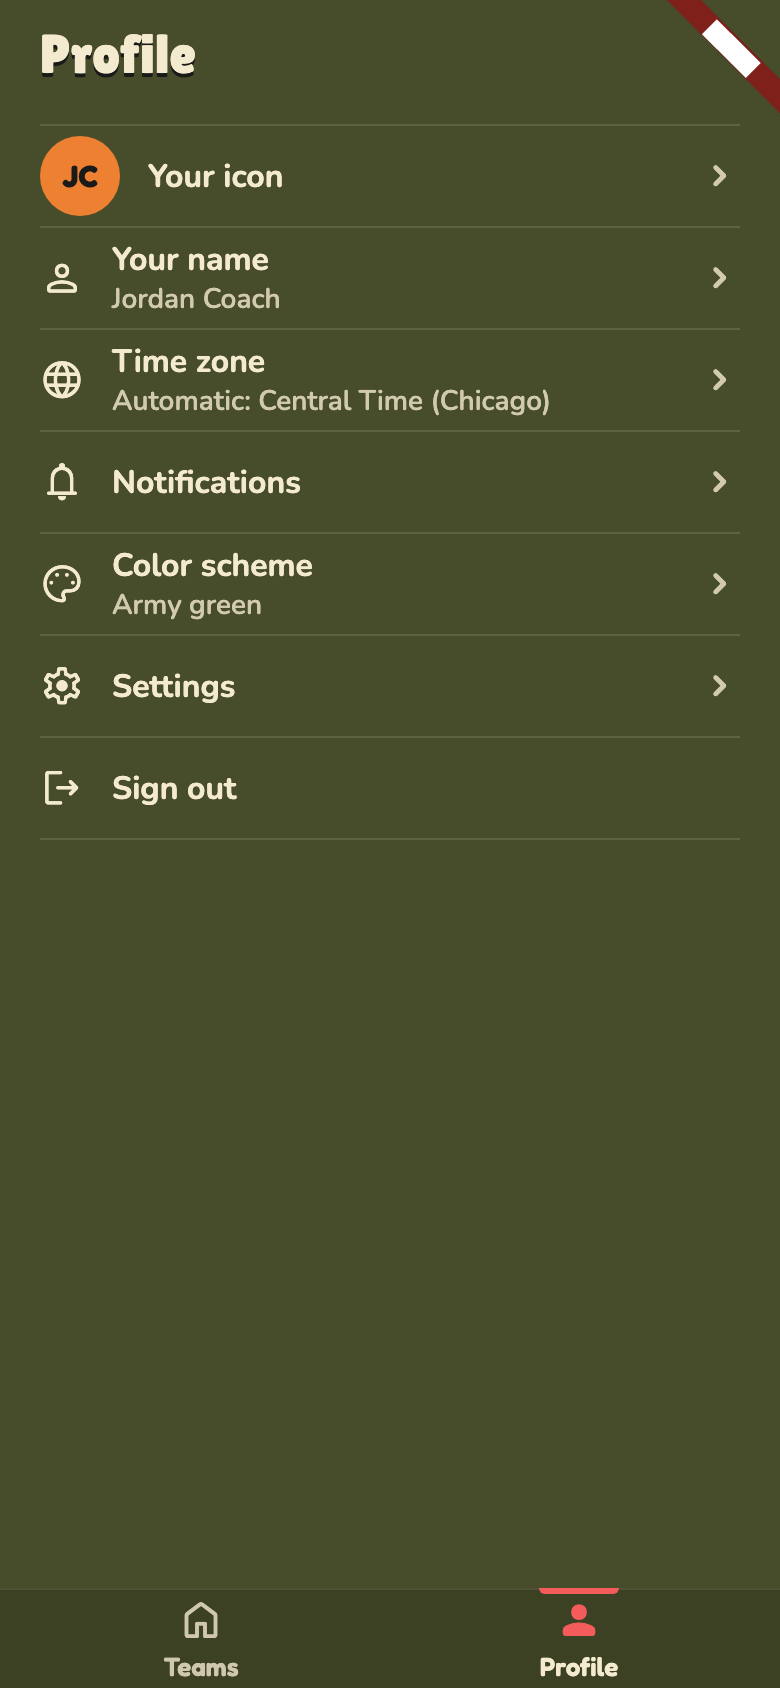 Profile
JC
Your icon
Your name
Jordan Coach
Time zone
Automatic: Central Time (Chicago)
Notifications
Color scheme
Army green
Settings
Sign out
Teams
Profile